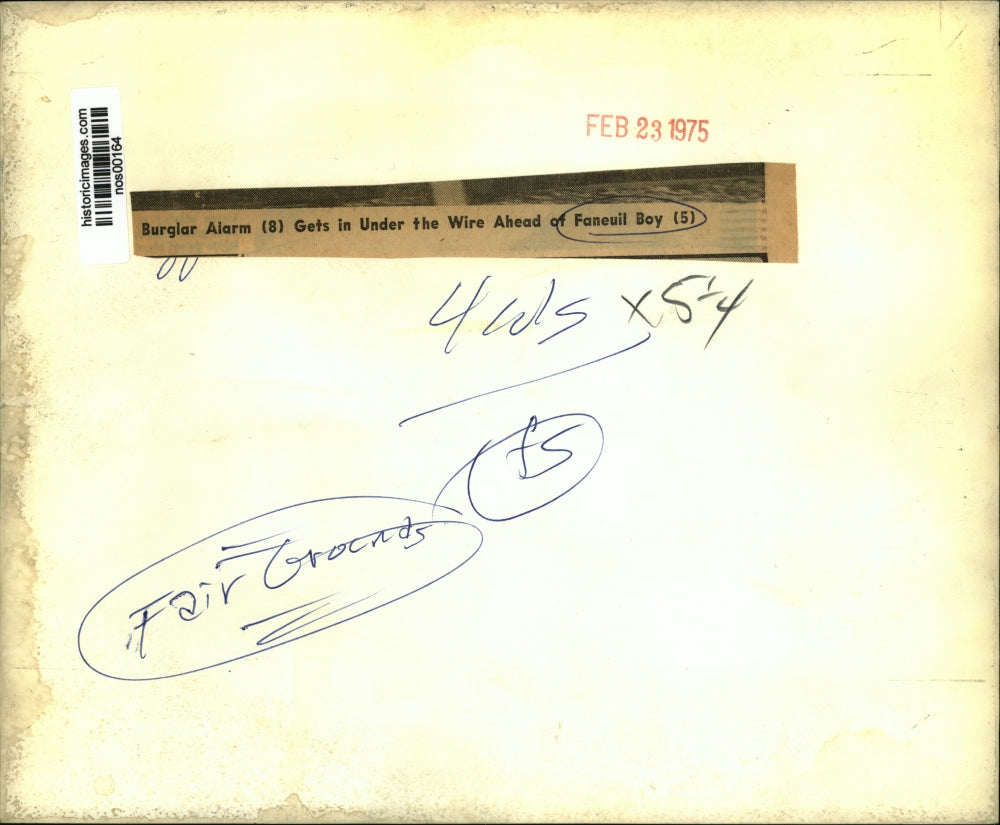 historicimages.com
nos00164
FEB 23 1975
Burglar Alarm (8) Gets in Under the Wire Ahead of Faneuil Boy (5)
4 cols x 5-4
FS
Fair Grounds